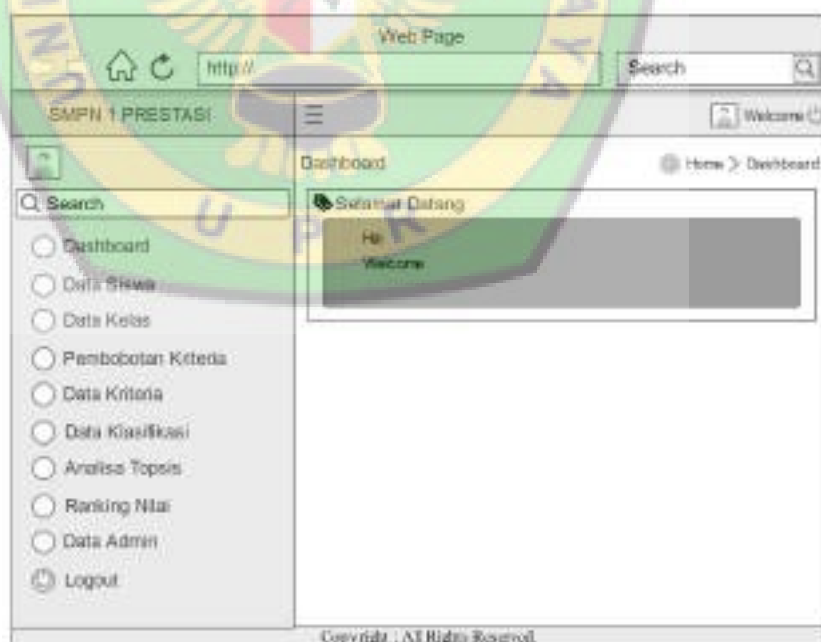 Web Page
http://
Search
SMPN 1 PRESTASI
Welcome
Dashboard
Home > Dashboard
Search
Selamat Datang
Hai
Welcome
Dashboard
Data Siswa
Data Kelas
Pembobotan Kriteria
Data Kriteria
Data Klasifikasi
Analisa Topsis
Ranking Nilai
Data Admin
Logout
Copyright : All Rights Reserved.
U P R